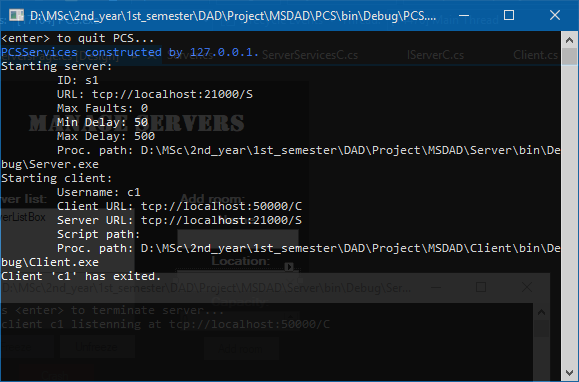 D:\MSc\2nd_year\1st_semester\DAD\Project\MSDAD\PCS\bin\Debug\PCS....
<enter> to quit PCS...
PCSServices constructed by 127.0.0.1.
ServerServicesC.cs
IServerC.cs
Client.cs
Starting server:
ID: s1
URL: tcp://localhost:21000/S
Max Faults: 0
Min Delay: 50
MANAGE SERVERS
Max Delay: 500
Proc. path: D:\MSc\2nd_year\1st_semester\DAD\Project\MSDAD\Server\bin\De
bug\Server.exe
Starting client:
Username: c1
ver list:
Add room:
Client URL: tcp://localhost:50000/C
Server URL: tcp://localhost:21000/S
erListBox
Script path:
Proc. path: D:\MSc\2nd_year\1st_semester\DAD\Project\MSDAD\Client\bin\De
bug\Client.exe
Location:
Client 'c1' has exited.
D:\MSc\2nd_year\1st_semester\DAD\Project\MSDAD\Server\bin\Debug\Ser...
s <enter> to terminate server...
client c1 listenning at tcp://localhost:50000/C